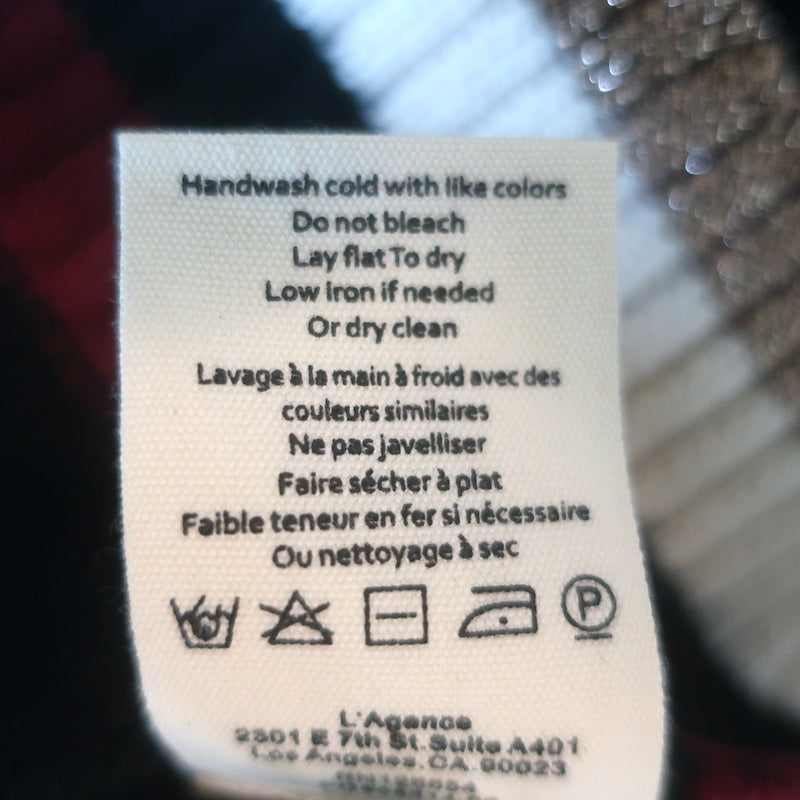 Handwash cold with like colors
Do not bleach
Lay flat To dry
Low iron if needed
Or dry clean
Lavage à la main à froid avec des
couleurs similaires
Ne pas javelliser
Faire sécher à plat
Faible teneur en fer si nécessaire
Ou nettoyage à sec
P
L'Agence
2301 E 7th St. Suite A401
Los Angeles, CA. 90023